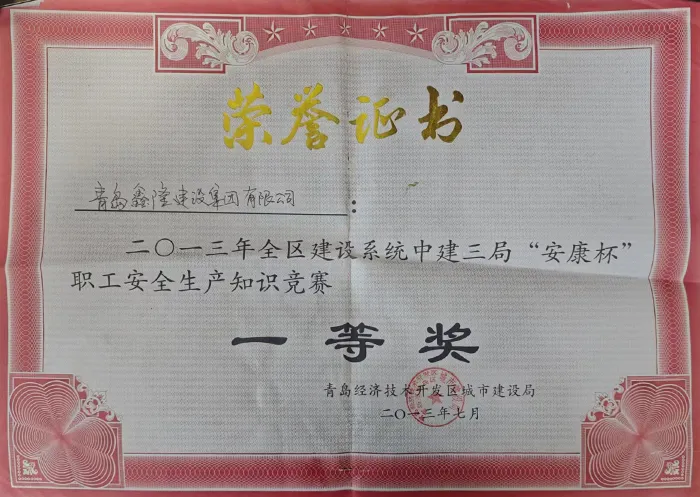 荣誉证书
青岛鑫隆建设集团有限公司：
二〇一三年全区建设系统中建三局“安康杯”
职工安全生产知识竞赛
一等奖
青岛经济技术开发区城市建设局
二〇一三年七月